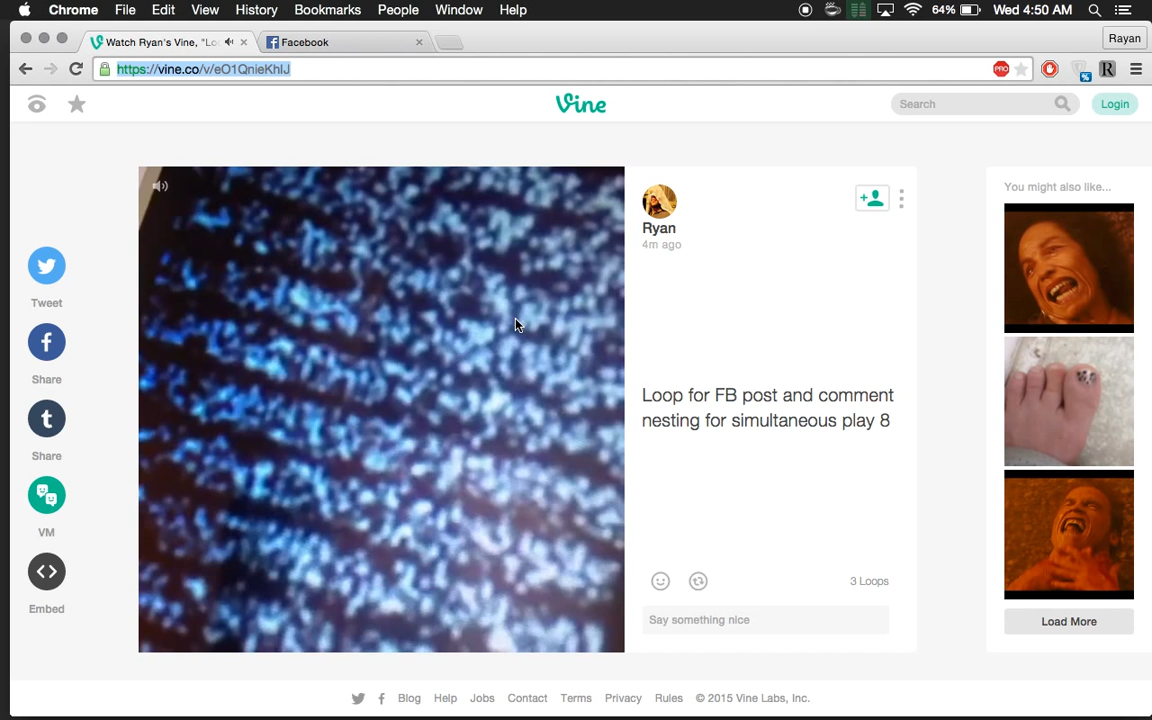 Chrome File Edit View History Bookmarks People Window Help 64% Wed 4:50 AM
Watch Ryan's Vine, "Lo Facebook Rayan
https://vine.co/v/eO1QnieKhIJ PRO % R
Vine Search Login
Tweet
Share
Share
VM
Embed
Ryan
4m ago
Loop for FB post and comment
nesting for simultaneous play 8
3 Loops
Say something nice
You might also like...
Load More
Blog Help Jobs Contact Terms Privacy Rules © 2015 Vine Labs, Inc.